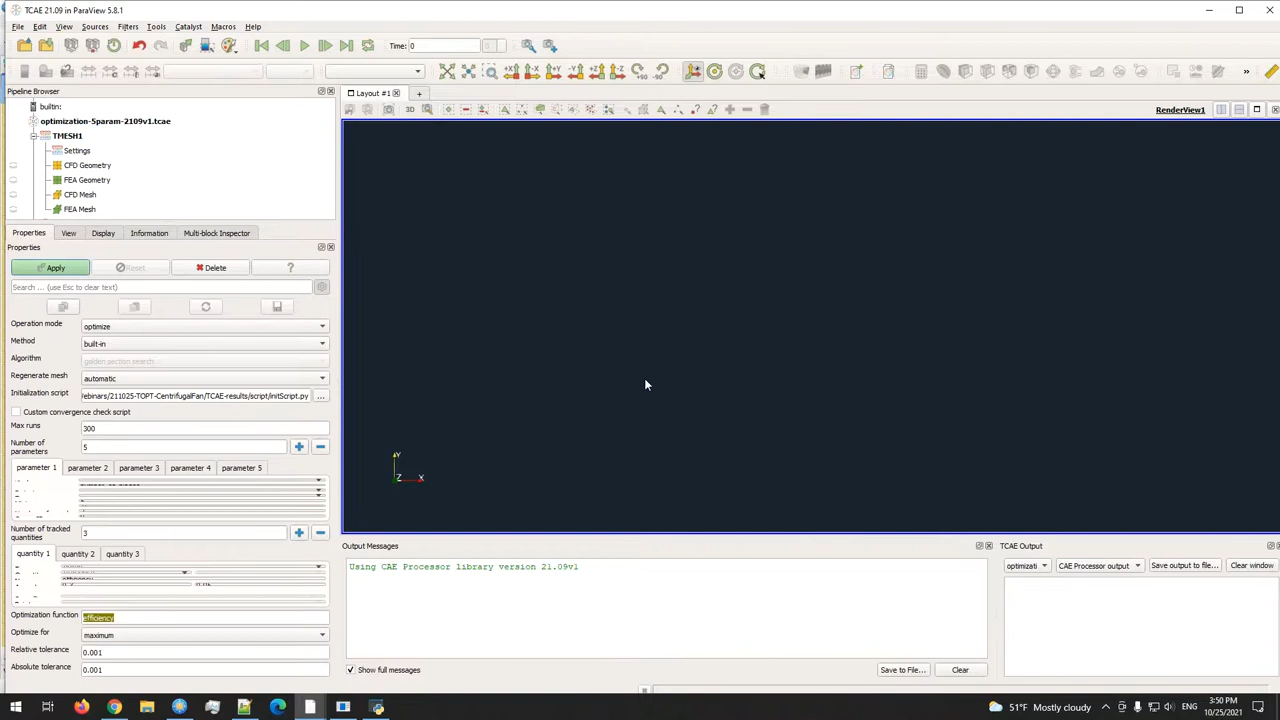 TCAE 21.09 in ParaView 5.8.1
File Edit View Sources Filters Tools Catalyst Macros Help
Time: 0 0
+X -X +Y -Y +Z -Z -90 +90
Pipeline Browser
Layout #1
3D
RenderView1
builtin:
optimization-5param-2109v1.tcae
TMESH1
Settings
CFD Geometry
FEA Geometry
CFD Mesh
FEA Mesh
Properties View Display Information Multi-block Inspector
Properties
Apply Reset Delete ?
Search ... (use Esc to clear text)
Operation mode optimize
Method built-in
Algorithm golden section search
Regenerate mesh automatic
Initialization script /ebinars/211025-TOPT-CentrifugalFan/TCAE-results/script/initScript.py ...
Custom convergence check script
Max runs 300
Number of parameters 5
parameter 1 parameter 2 parameter 3 parameter 4 parameter 5
Number of tracked quantities 3
quantity 1 quantity 2 quantity 3
Optimization function efficiency
Optimize for maximum
Relative tolerance 0.001
Absolute tolerance 0.001
Y
Z X
Output Messages
Using CAE Processor library version 21.09v1
Show full messages Save to File... Clear
TCAE Output
optimizati CAE Processor output Save output to file... Clear window
51°F Mostly cloudy
3:50 PM
10/25/2021